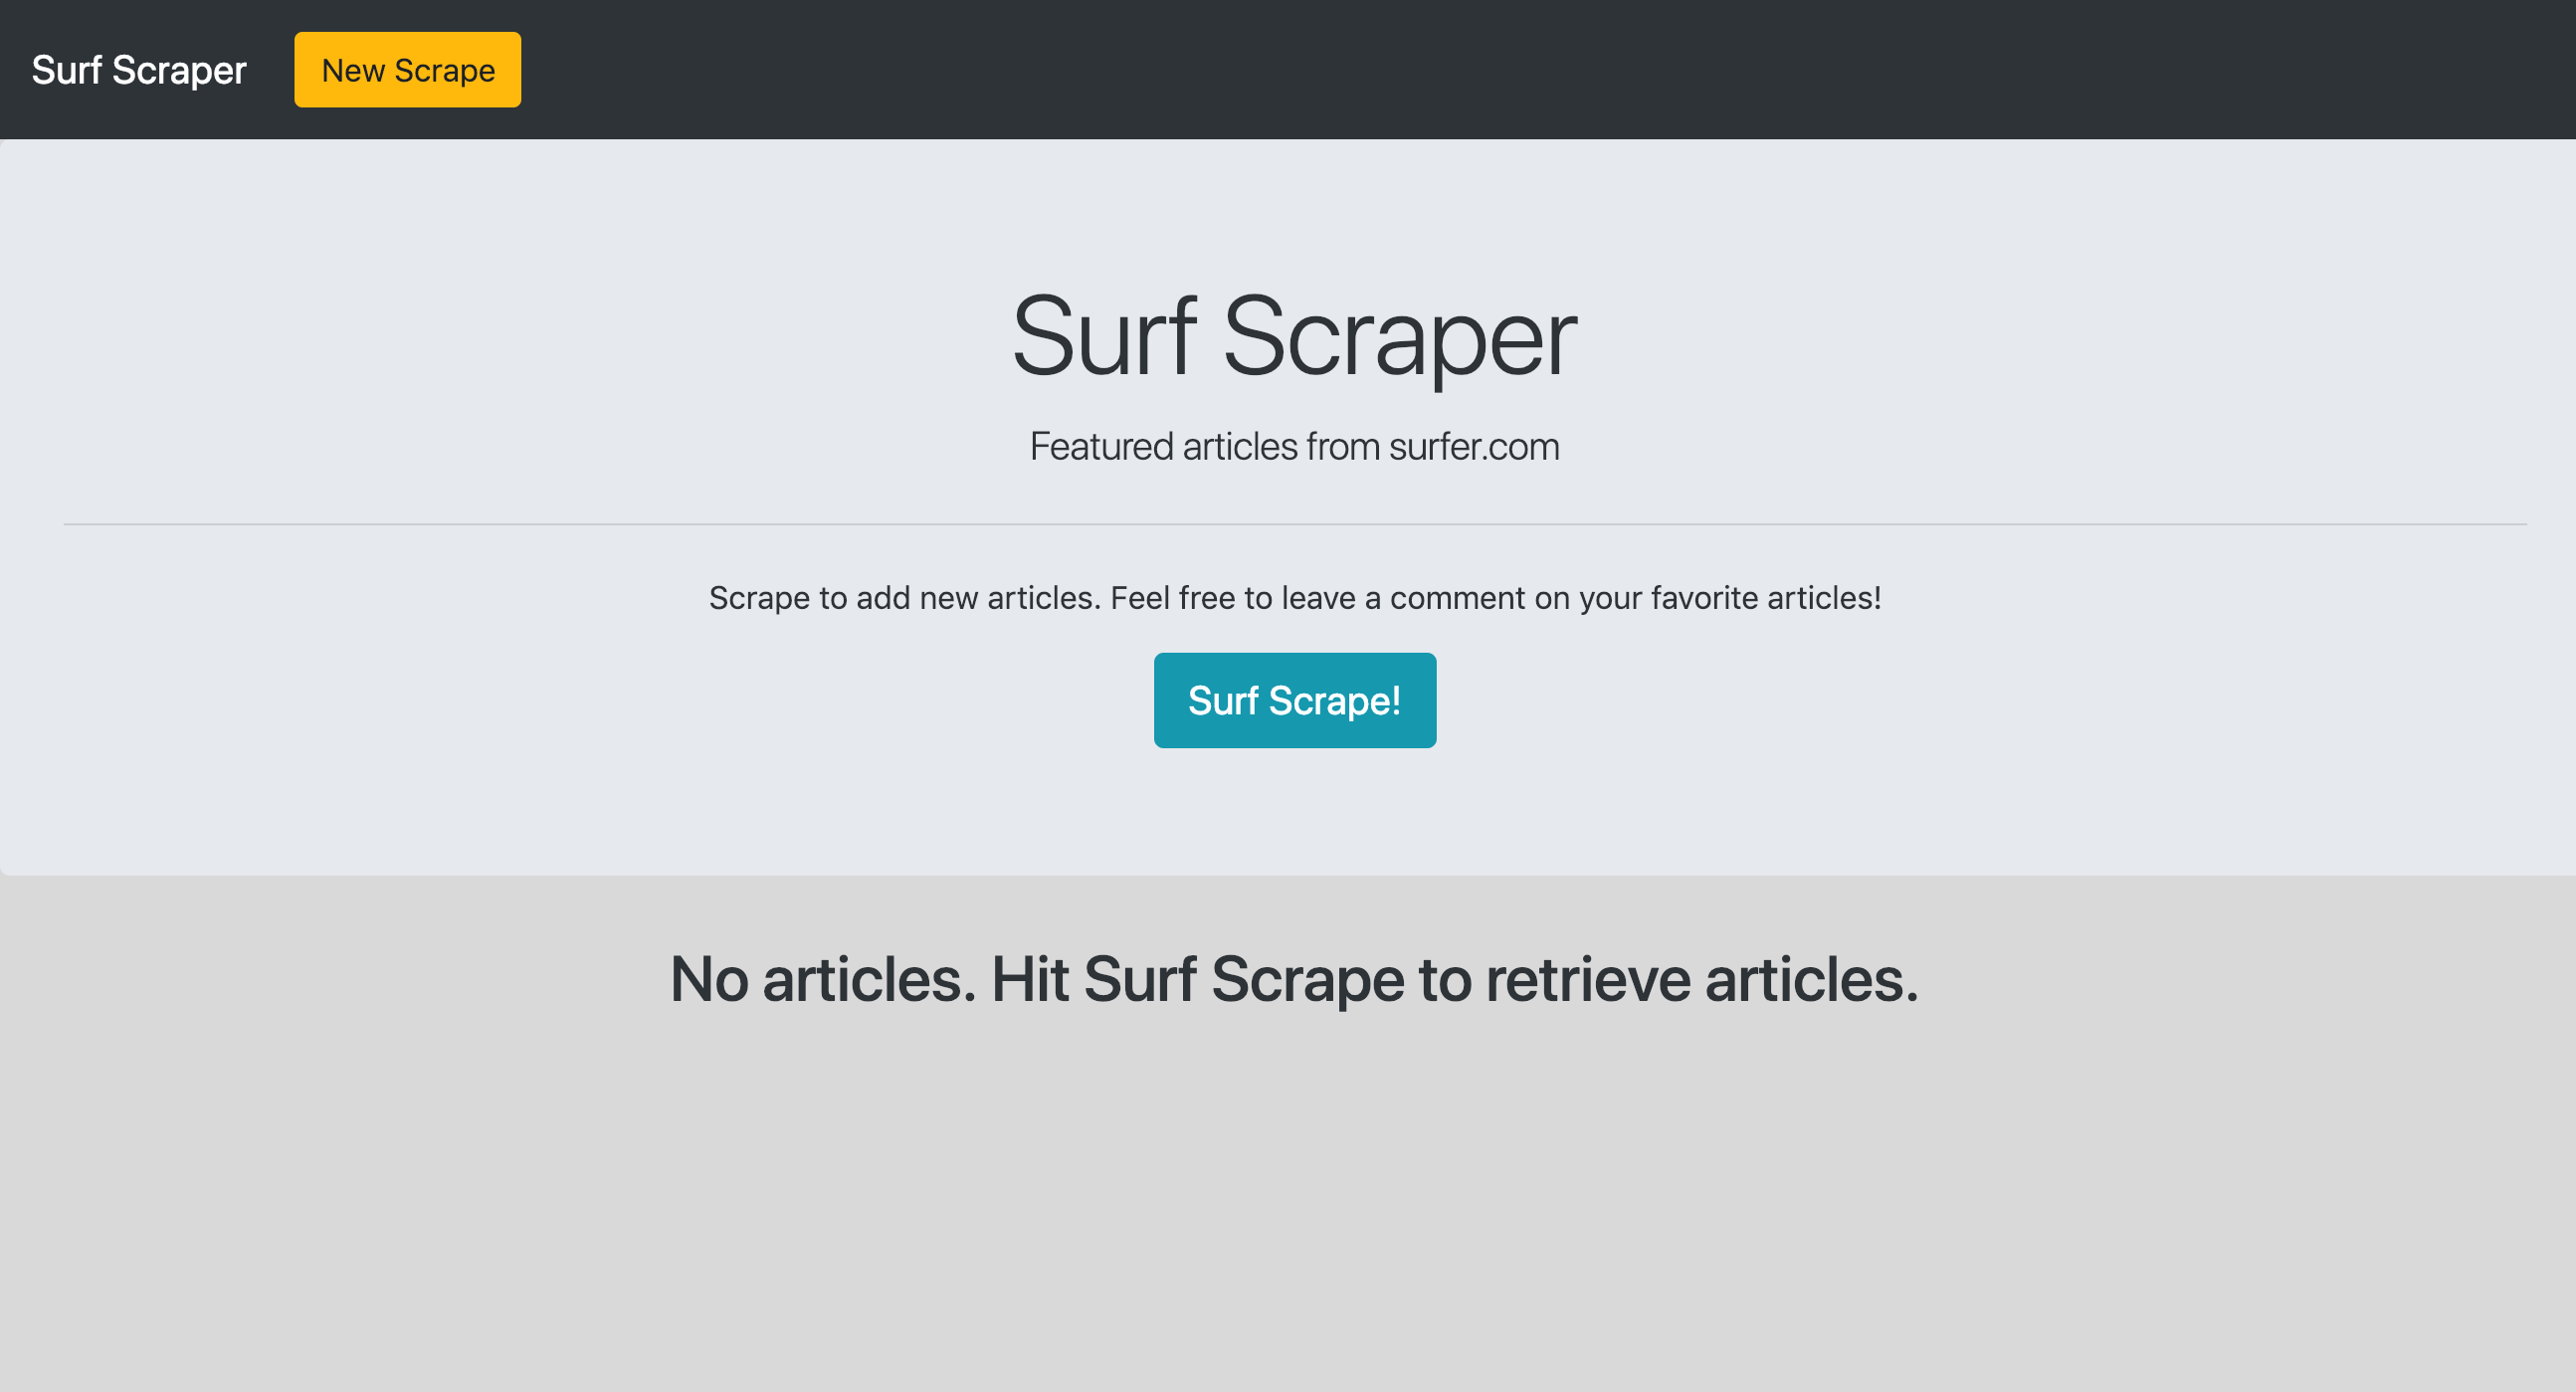 Surf Scraper
New Scrape
Surf Scraper
Featured articles from surfer.com
Scrape to add new articles. Feel free to leave a comment on your favorite articles!
Surf Scrape!
No articles. Hit Surf Scrape to retrieve articles.